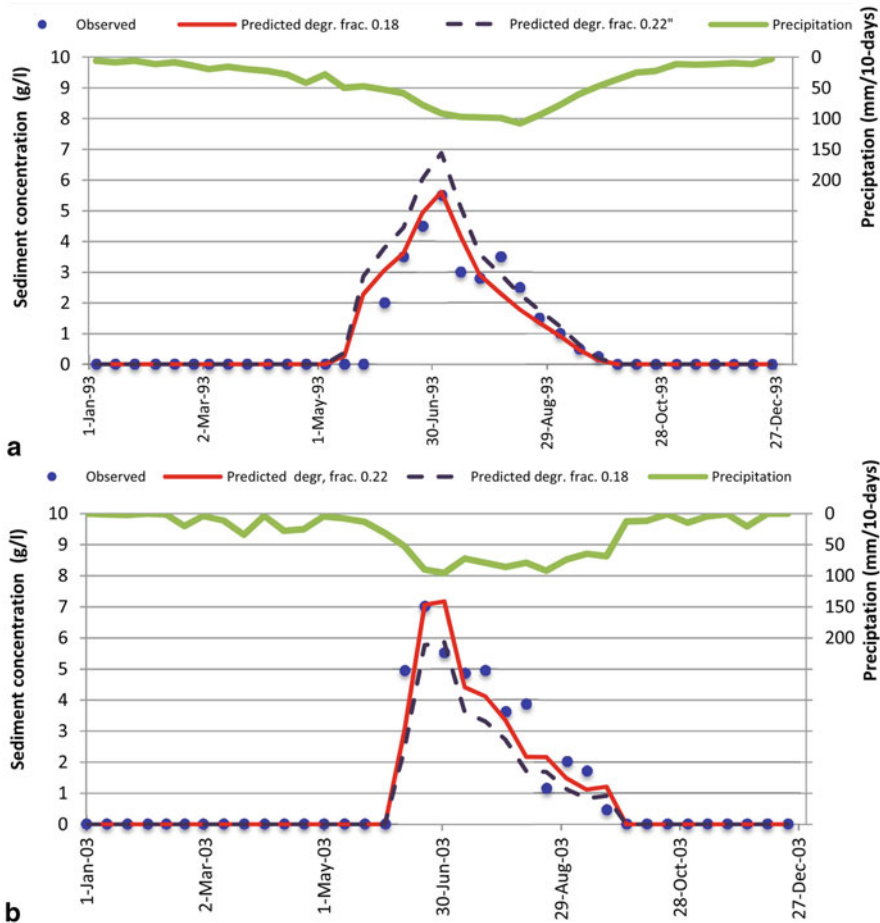 Observed Predicted degr. frac. 0.18 Predicted degr. frac. 0.22" Precipitation
Sediment concentration (g/l)
10
9
8
7
6
5
4
3
2
1
0
0
50
100
150
200
Preciptation (mm/10-days)
1-Jan-93
2-Mar-93
1-May-93
30-Jun-93
29-Aug-93
28-Oct-93
27-Dec-93
a
Observed Predicted degr, frac. 0.22 Predicted degr. frac. 0.18 Precipitation
Sediment concentration (g/l)
10
9
8
7
6
5
4
3
2
1
0
0
50
100
150
200
Precipitation (mm/10-days)
1-Jan-03
2-Mar-03
1-May-03
30-Jun-03
29-Aug-03
28-Oct-03
27-Dec-03
b